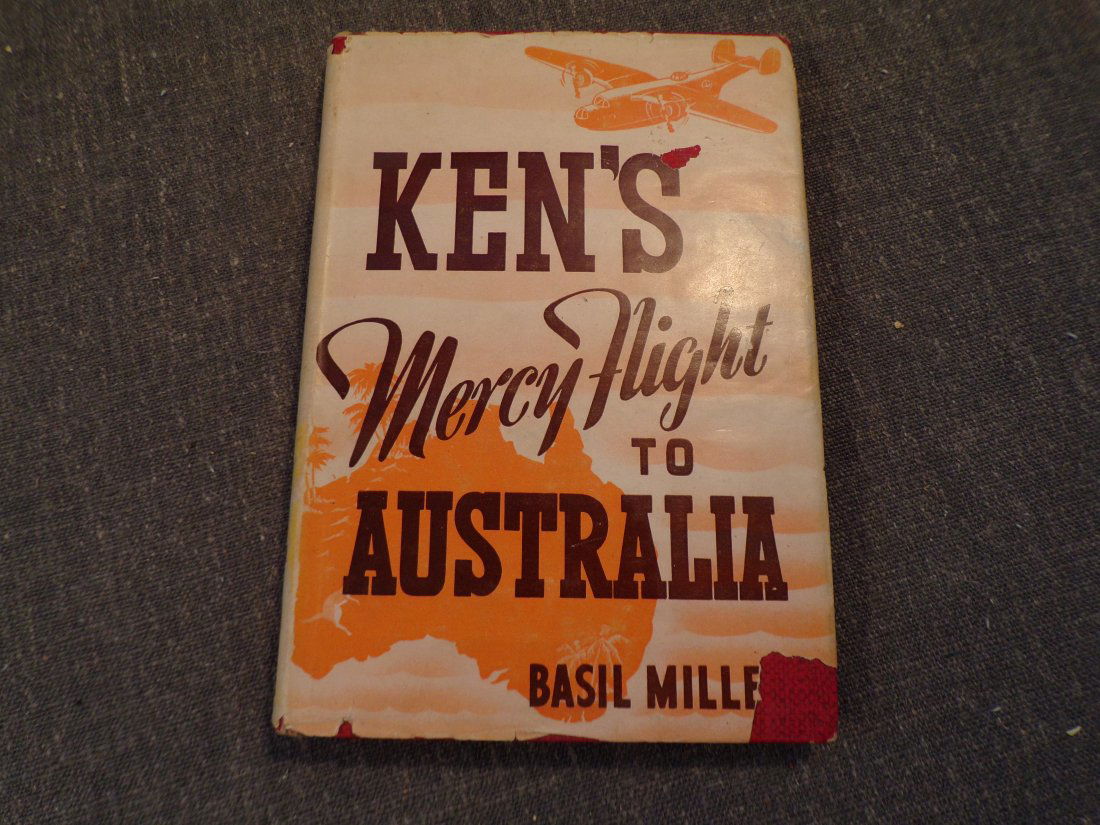 KEN'S
Mercy Flight
TO
AUSTRALIA
BASIL MILLE